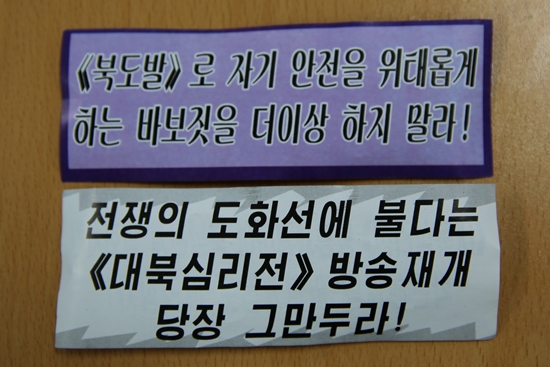 《북도발》로 자기 안전을 위태롭게
하는 바보짓을 더이상 하지 말라!
전쟁의 도화선에 불다는
《대북심리전》 방송재개
당장 그만두라!